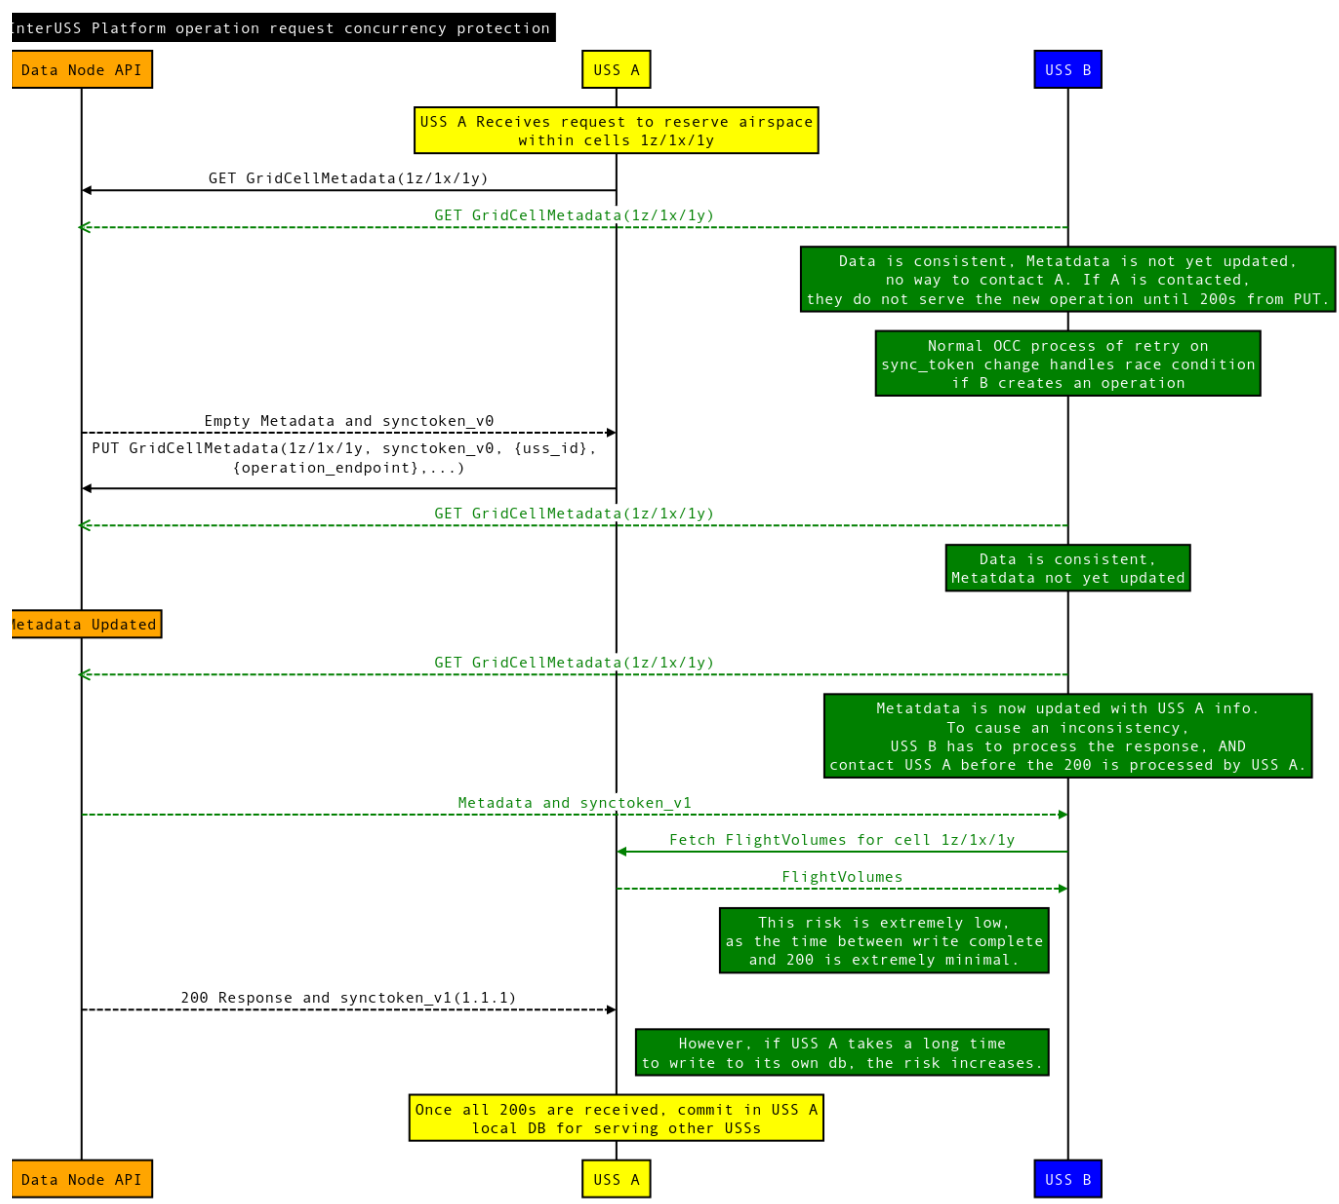 InterUSS Platform operation request concurrency protection
Data Node API
USS A
USS B
USS A Receives request to reserve airspace
within cells 1z/1x/1y
GET GridCellMetadata(1z/1x/1y)
GET GridCellMetadata(1z/1x/1y)
Data is consistent, Metatdata is not yet updated,
no way to contact A. If A is contacted,
they do not serve the new operation until 200s from PUT.
Normal OCC process of retry on
sync_token change handles race condition
if B creates an operation
Empty Metadata and synctoken_v0
PUT GridCellMetadata(1z/1x/1y, synctoken_v0, {uss_id},
{operation_endpoint},...)
GET GridCellMetadata(1z/1x/1y)
Data is consistent,
Metatdata not yet updated
Metadata Updated
GET GridCellMetadata(1z/1x/1y)
Metatdata is now updated with USS A info.
To cause an inconsistency,
USS B has to process the response, AND
contact USS A before the 200 is processed by USS A.
Metadata and synctoken_v1
Fetch FlightVolumes for cell 1z/1x/1y
FlightVolumes
This risk is extremely low,
as the time between write complete
and 200 is extremely minimal.
200 Response and synctoken_v1(1.1.1)
However, if USS A takes a long time
to write to its own db, the risk increases.
Once all 200s are received, commit in USS A
local DB for serving other USSs
Data Node API
USS A
USS B